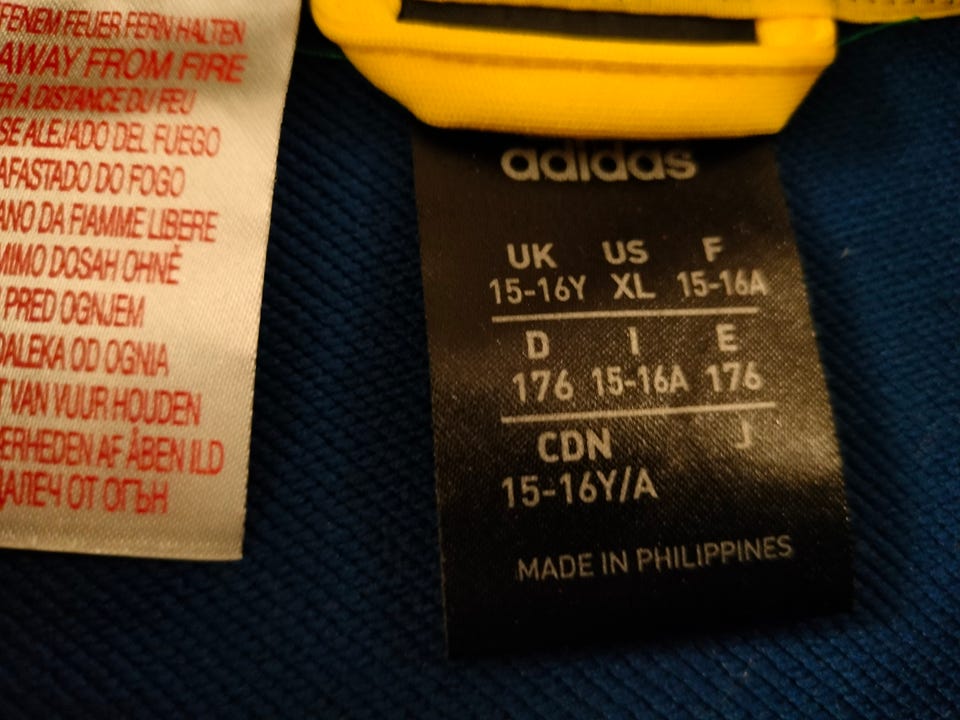 FENEM FEUER FERN HALTEN
AWAY FROM FIRE
R A DISTANCE DU FEU
SE ALEJADO DEL FUEGO
AFASTADO DO FOGO
ANO DA FIAMME LIBERE
MIMO DOSAH OHNĚ
PRED OGNJEM
DALEKA OD OGNIA
T VAN VUUR HOUDEN
ERHEDEN AF ÅBEN ILD
ДАЛЕЧ ОТ ОГЪН
adidas
UK US F
15-16Y XL 15-16A
D I E
176 15-16A 176
CDN J
15-16Y/A
MADE IN PHILIPPINES